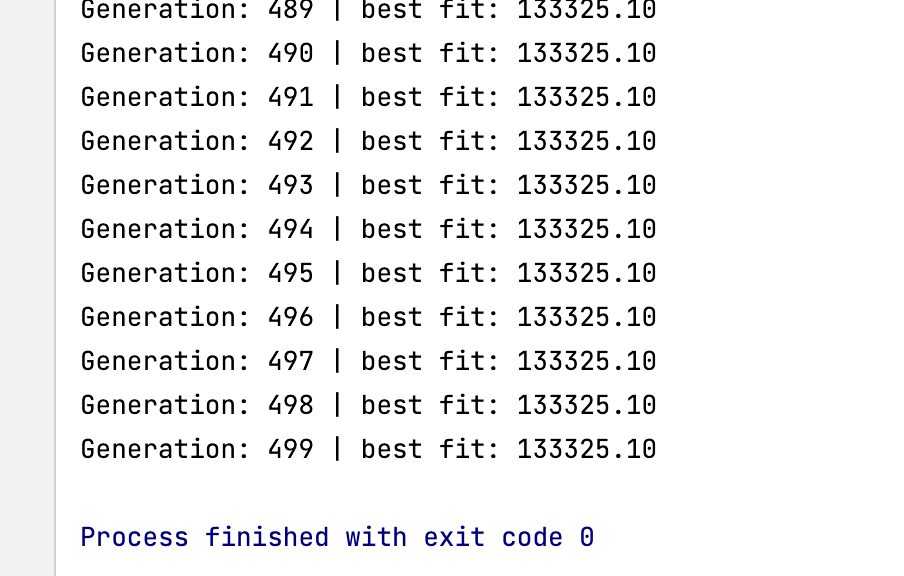 Generation: 489 | best fit: 133325.10
Generation: 490 | best fit: 133325.10
Generation: 491 | best fit: 133325.10
Generation: 492 | best fit: 133325.10
Generation: 493 | best fit: 133325.10
Generation: 494 | best fit: 133325.10
Generation: 495 | best fit: 133325.10
Generation: 496 | best fit: 133325.10
Generation: 497 | best fit: 133325.10
Generation: 498 | best fit: 133325.10
Generation: 499 | best fit: 133325.10
Process finished with exit code 0